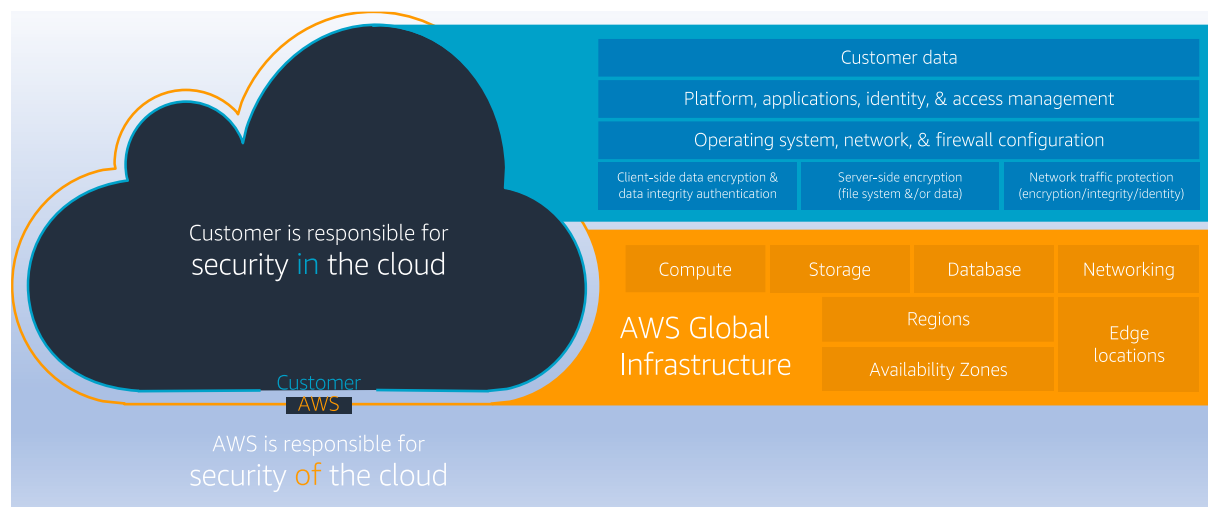 Customer data
Platform, applications, identity, & access management
Operating system, network, & firewall configuration
Client-side data encryption &
data integrity authentication
Server-side encryption
(file system &/or data)
Network traffic protection
(encryption/integrity/identity)
Customer is responsible for
security in the cloud
Compute
Storage
Database
Networking
AWS Global
Infrastructure
Regions
Availability Zones
Edge
locations
Customer
AWS
AWS is responsible for
security of the cloud